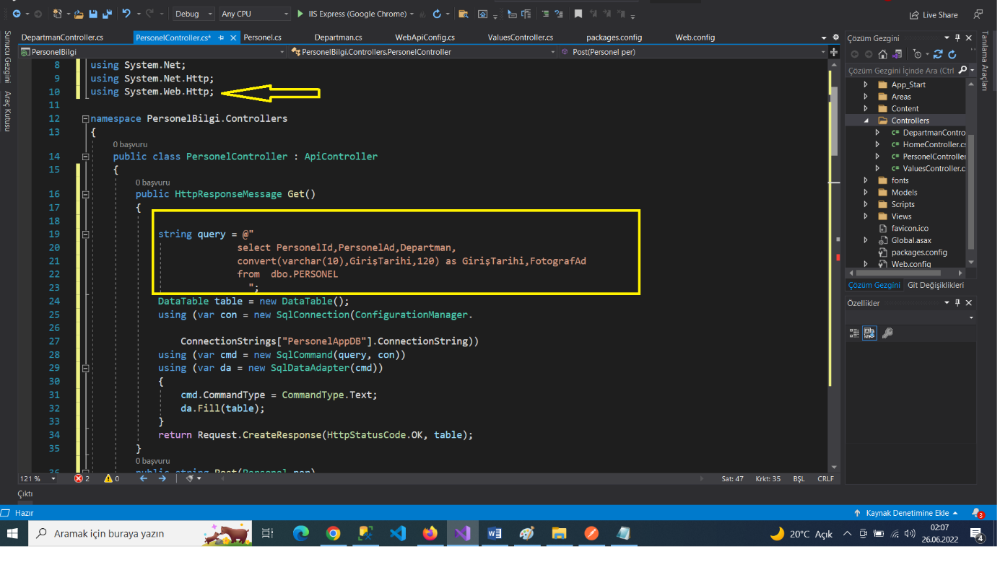 Debug
Any CPU
IIS Express (Google Chrome)
Live Share
DepartmanController.cs
PersonelController.cs*
Personel.cs
Departman.cs
WebApiConfig.cs
ValuesController.cs
packages.config
Web.config
PersonelBilgi
PersonelBilgi.Controllers.PersonelController
Post(Personel per)
Sunucu Gezgini
Araç Kutusu
8 using System.Net;
9 using System.Net.Http;
10 using System.Web.Http;
11
12 namespace PersonelBilgi.Controllers
13 {
0 başvuru
14 public class PersonelController : ApiController
15 {
0 başvuru
16 public HttpResponseMessage Get()
17 {
18
19 string query = @"
20 select PersonelId,PersonelAd,Departman,
21 convert(varchar(10),GirişTarihi,120) as GirişTarihi,FotografAd
22 from dbo.PERSONEL
23 ";
24 DataTable table = new DataTable();
25 using (var con = new SqlConnection(ConfigurationManager.
26
27 ConnectionStrings["PersonelAppDB"].ConnectionString))
28 using (var cmd = new SqlCommand(query, con))
29 using (var da = new SqlDataAdapter(cmd))
30 {
31 cmd.CommandType = CommandType.Text;
32 da.Fill(table);
33 }
34 return Request.CreateResponse(HttpStatusCode.OK, table);
35 }
0 başvuru
36 public string Post(Personel per)
121 %
2
0
Sat: 47
Krkt: 35
BŞL
CRLF
Çözüm Gezgini
Çözüm Gezgini İçinde Ara (Ctrl
App_Start
Areas
Content
Controllers
C# DepartmanContro
C# HomeController.cs
C# PersonelController
C# ValuesController.c
fonts
Models
Scripts
Views
favicon.ico
Global.asax
packages.config
Web.config
Çözüm Gezgini
Git Değişiklikleri
Özellikler
Tanılama Araçları
Çıktı
Hazır
Kaynak Denetimine Ekle
3
Aramak için buraya yazın
20°C Açık
02:07
26.06.2022
4